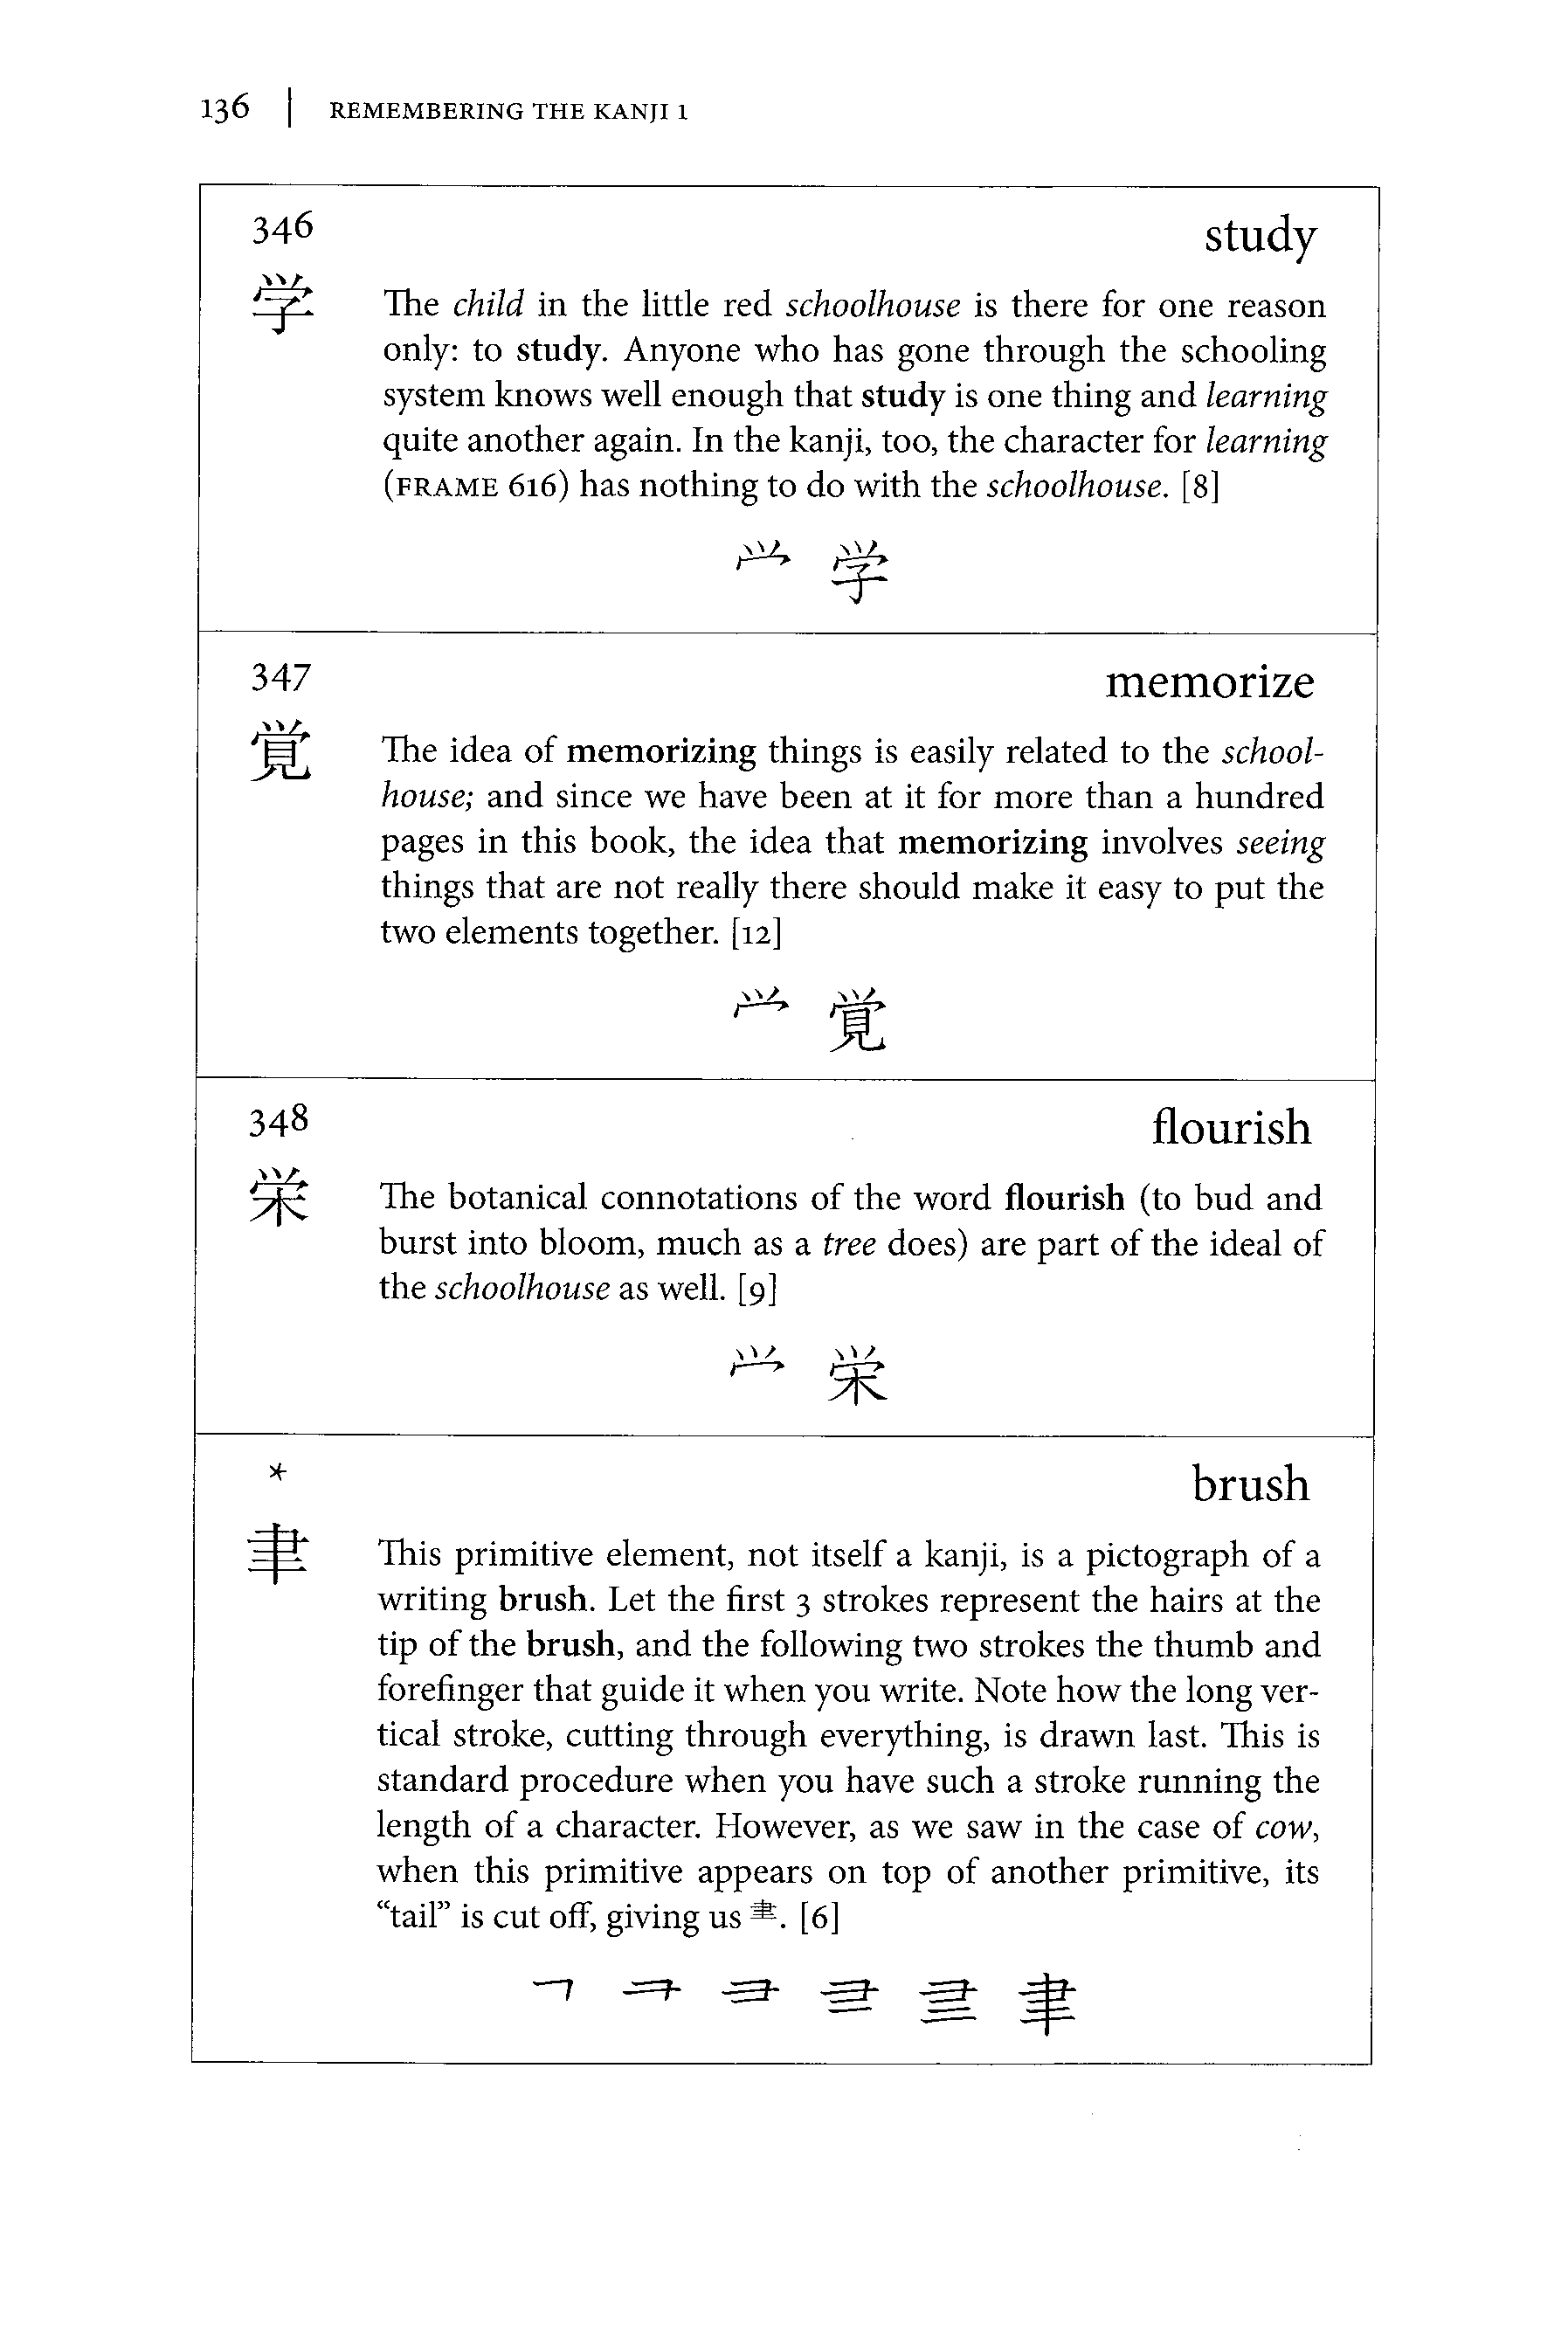 136 | REMEMBERING THE KANJI 1
346 study
学 The child in the little red schoolhouse is there for one reason
only: to study. Anyone who has gone through the schooling
system knows well enough that study is one thing and learning
quite another again. In the kanji, too, the character for learning
(FRAME 616) has nothing to do with the schoolhouse. [8]
𭕄 学
347 memorize
覚 The idea of memorizing things is easily related to the school-
house; and since we have been at it for more than a hundred
pages in this book, the idea that memorizing involves seeing
things that are not really there should make it easy to put the
two elements together. [12]
𭕄 覚
348 flourish
栄 The botanical connotations of the word flourish (to bud and
burst into bloom, much as a tree does) are part of the ideal of
the schoolhouse as well. [9]
𭕄 栄
* brush
聿 This primitive element, not itself a kanji, is a pictograph of a
writing brush. Let the first 3 strokes represent the hairs at the
tip of the brush, and the following two strokes the thumb and
forefinger that guide it when you write. Note how the long ver-
tical stroke, cutting through everything, is drawn last. This is
standard procedure when you have such a stroke running the
length of a character. However, as we saw in the case of cow,
when this primitive appears on top of another primitive, its
“tail” is cut off, giving us ⺻. [6]
聿